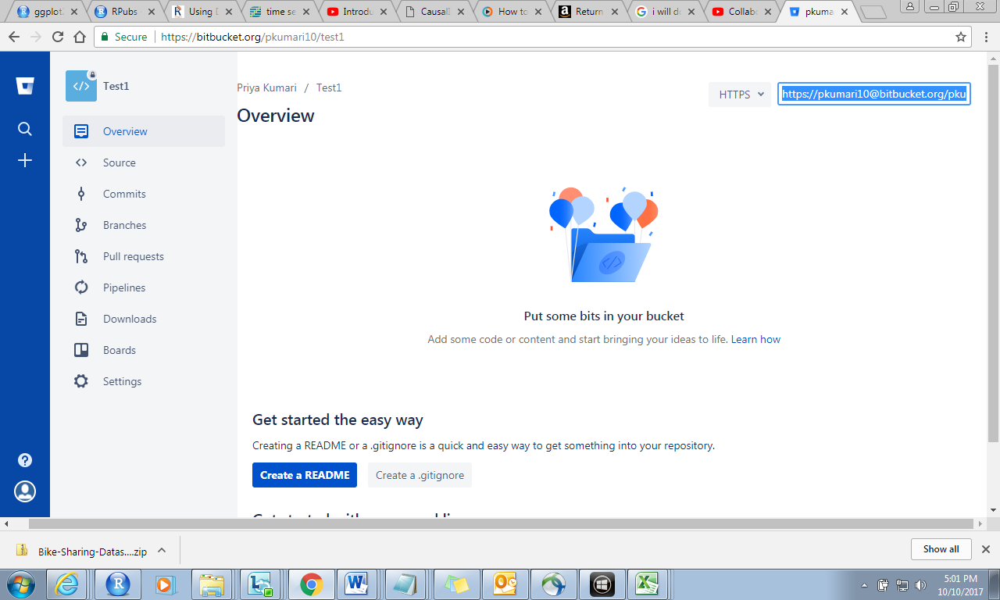 ggplot.
RPubs
Using D
time se
Introdu
Causali
How to
Return
i will d
Collabo
pkuma
Secure
https://bitbucket.org/pkumari10/test1
Test1
Overview
Source
Commits
Branches
Pull requests
Pipelines
Downloads
Boards
Settings
Priya Kumari / Test1
HTTPS
https://pkumari10@bitbucket.org/pku
Overview
Put some bits in your bucket
Add some code or content and start bringing your ideas to life. Learn how
Get started the easy way
Creating a README or a .gitignore is a quick and easy way to get something into your repository.
Create a README
Create a .gitignore
Bike-Sharing-Datas....zip
Show all
5:01 PM
10/10/2017